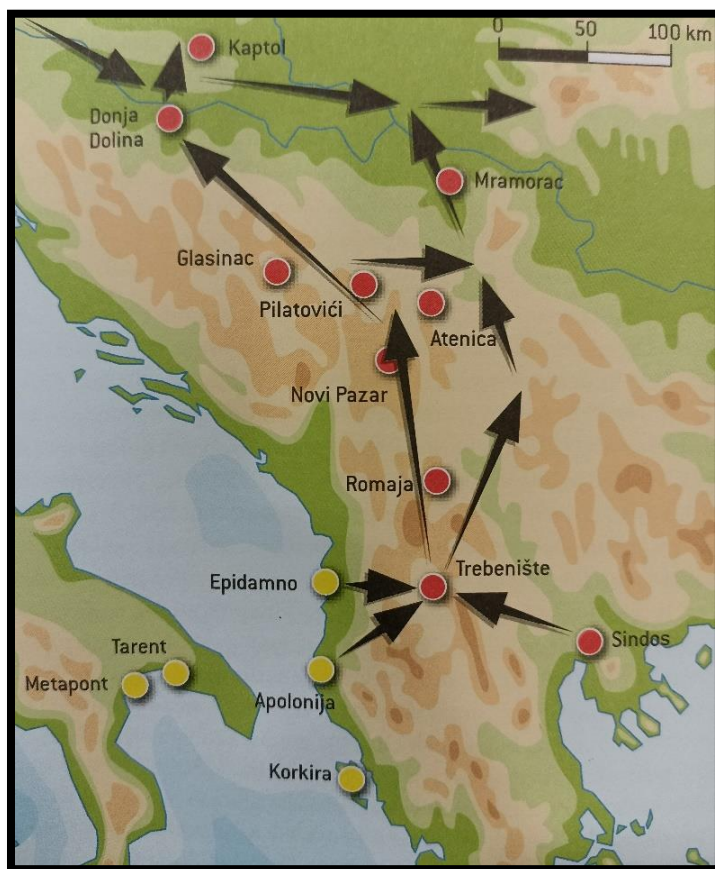 0 50 100 km
Kaptol
Donja
Dolina
Mramorac
Glasinac
Pilatovići
Atenica
Novi Pazar
Romaja
Trebenište
Epidamno
Sindos
Tarent
Metapont
Apolonija
Korkira